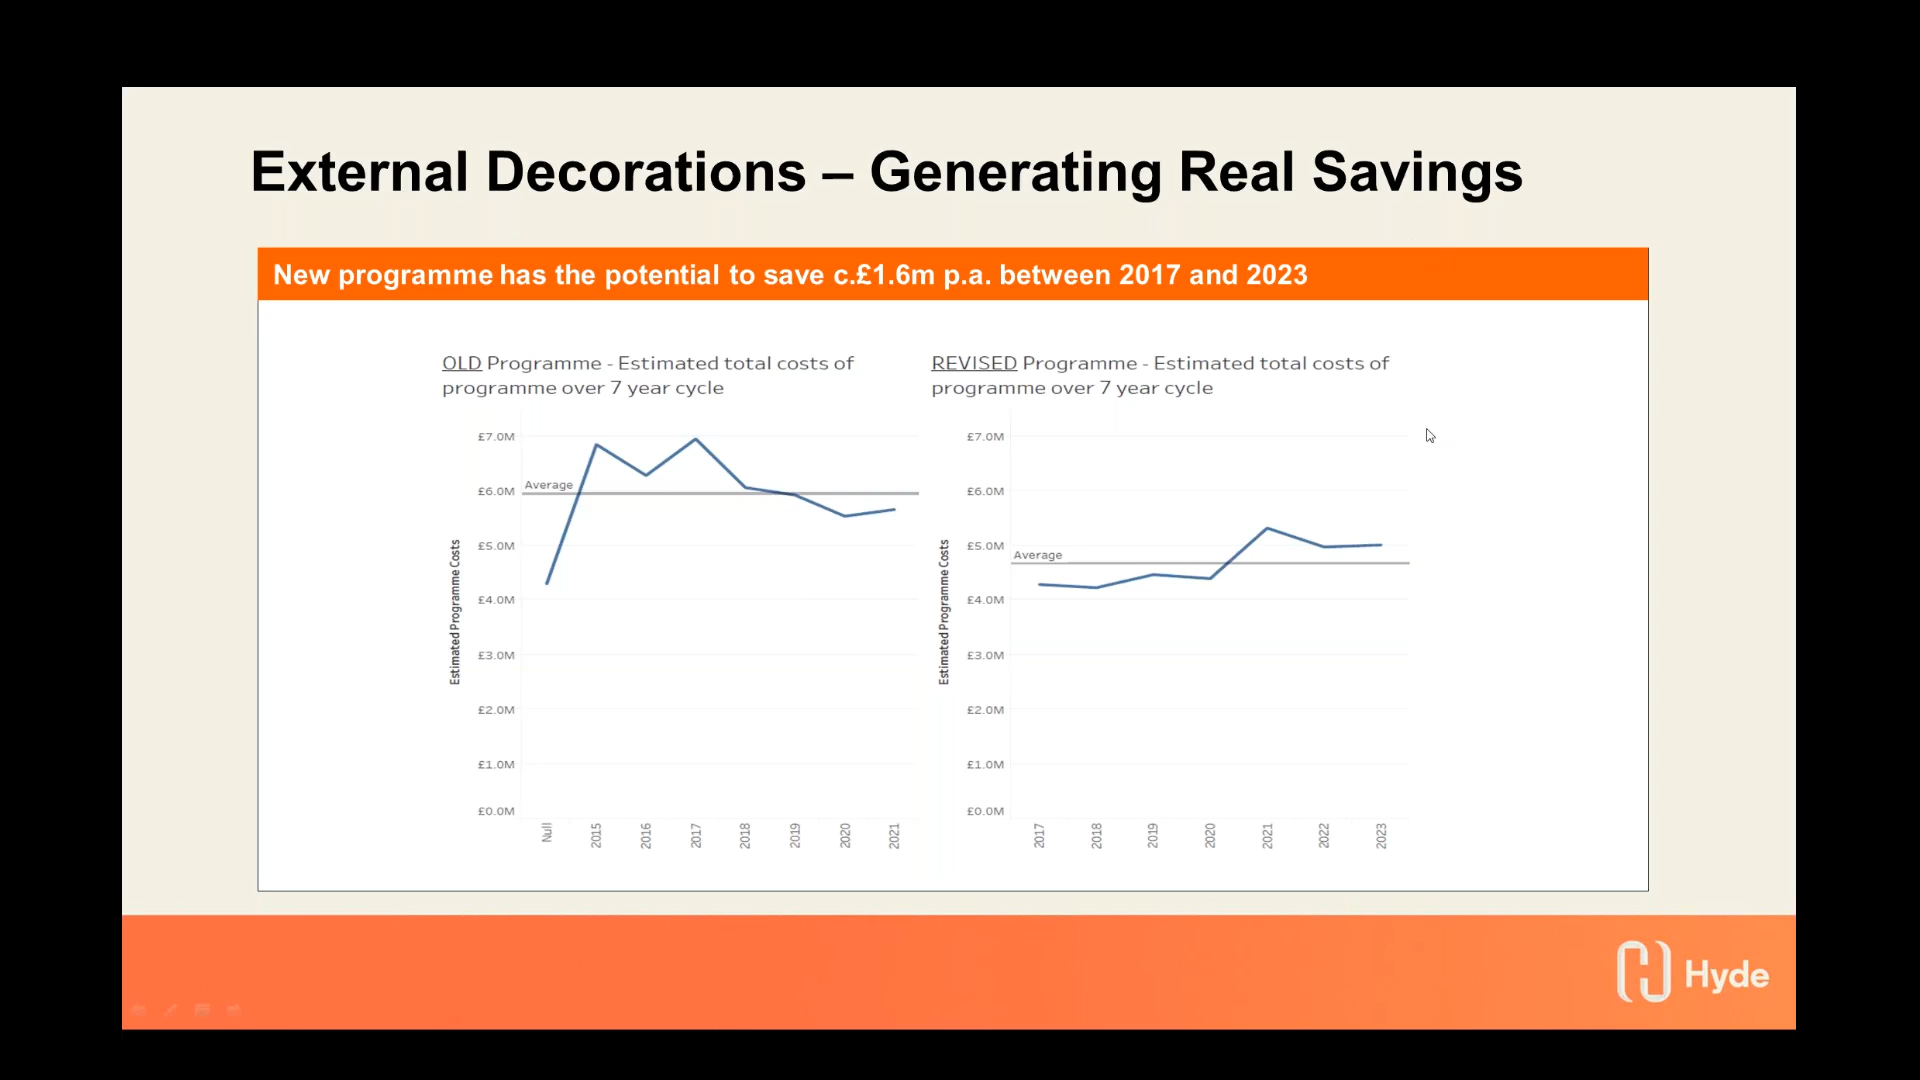 External Decorations – Generating Real Savings
New programme has the potential to save c.£1.6m p.a. between 2017 and 2023
OLD Programme - Estimated total costs of
programme over 7 year cycle
Estimated Programme Costs
£7.0M
£6.0M
£5.0M
£4.0M
£3.0M
£2.0M
£1.0M
£0.0M
Average
Null
2015
2016
2017
2018
2019
2020
2021
REVISED Programme - Estimated total costs of
programme over 7 year cycle
Estimated Programme Costs
£7.0M
£6.0M
£5.0M
£4.0M
£3.0M
£2.0M
£1.0M
£0.0M
Average
2017
2018
2019
2020
2021
2022
2023
Hyde